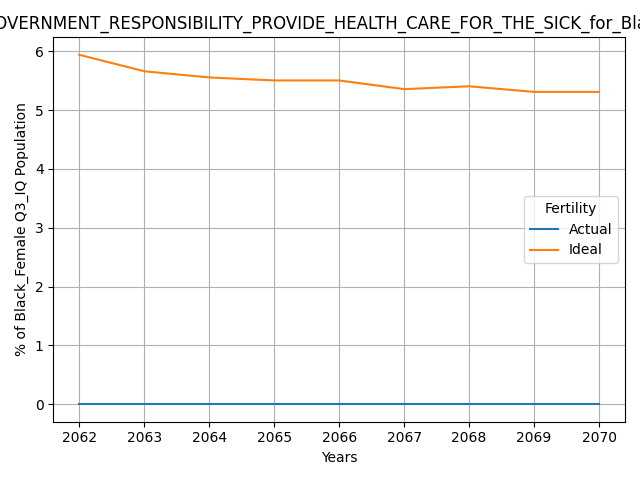 OVERNMENT_RESPONSIBILITY_PROVIDE_HEALTH_CARE_FOR_THE_SICK_for_Bla
6
5
4
3
2
1
0
% of Black_Female Q3_IQ Population
Fertility
Actual
Ideal
2062 2063 2064 2065 2066 2067 2068 2069 2070
Years